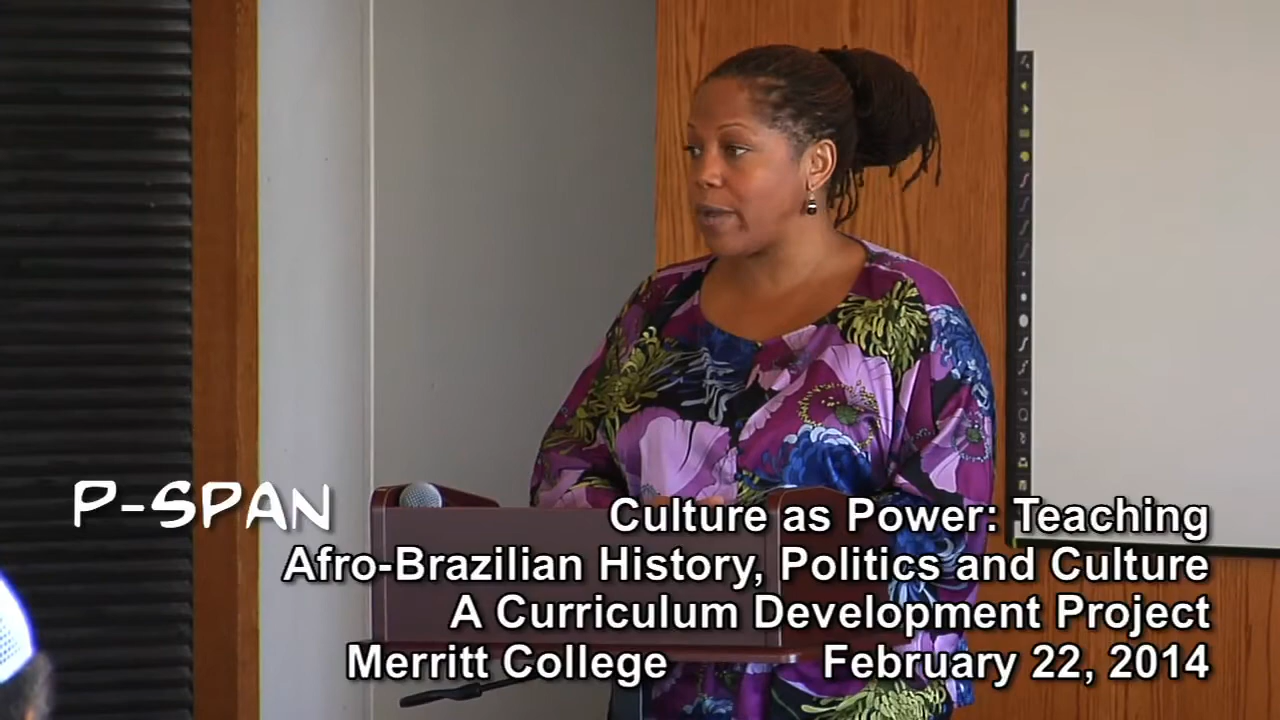 P-SPAN
Culture as Power: Teaching
Afro-Brazilian History, Politics and Culture
A Curriculum Development Project
Merritt College February 22, 2014